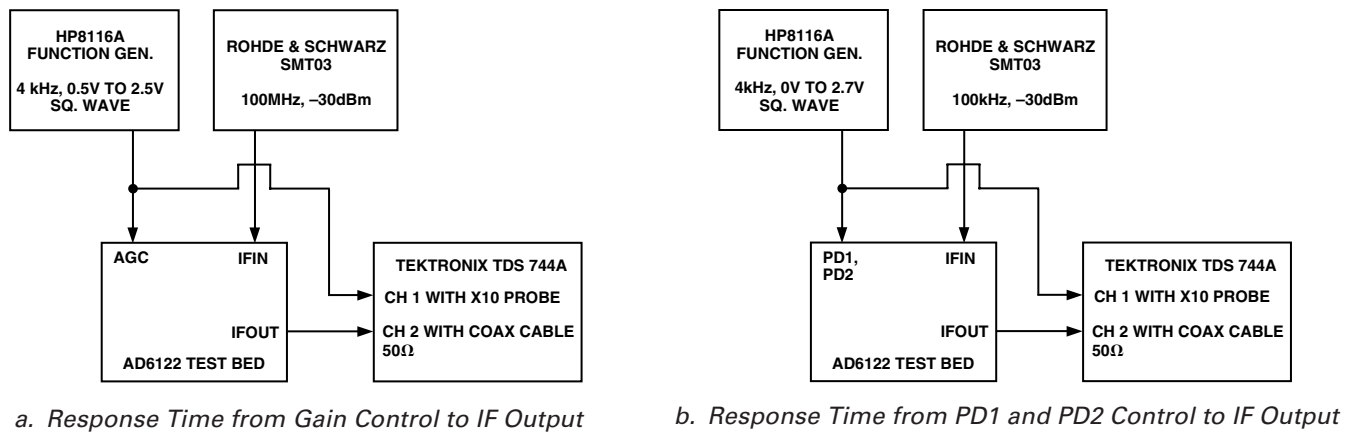 HP8116A
FUNCTION GEN.
4 kHz, 0.5V TO 2.5V
SQ. WAVE
ROHDE & SCHWARZ
SMT03
100MHz, –30dBm
AGC
IFIN
IFOUT
AD6122 TEST BED
TEKTRONIX TDS 744A
CH 1 WITH X10 PROBE
CH 2 WITH COAX CABLE
50Ω
a. Response Time from Gain Control to IF Output
HP8116A
FUNCTION GEN.
4kHz, 0V TO 2.7V
SQ. WAVE
ROHDE & SCHWARZ
SMT03
100kHz, –30dBm
PD1,
PD2
IFIN
IFOUT
AD6122 TEST BED
TEKTRONIX TDS 744A
CH 1 WITH X10 PROBE
CH 2 WITH COAX CABLE
50Ω
b. Response Time from PD1 and PD2 Control to IF Output